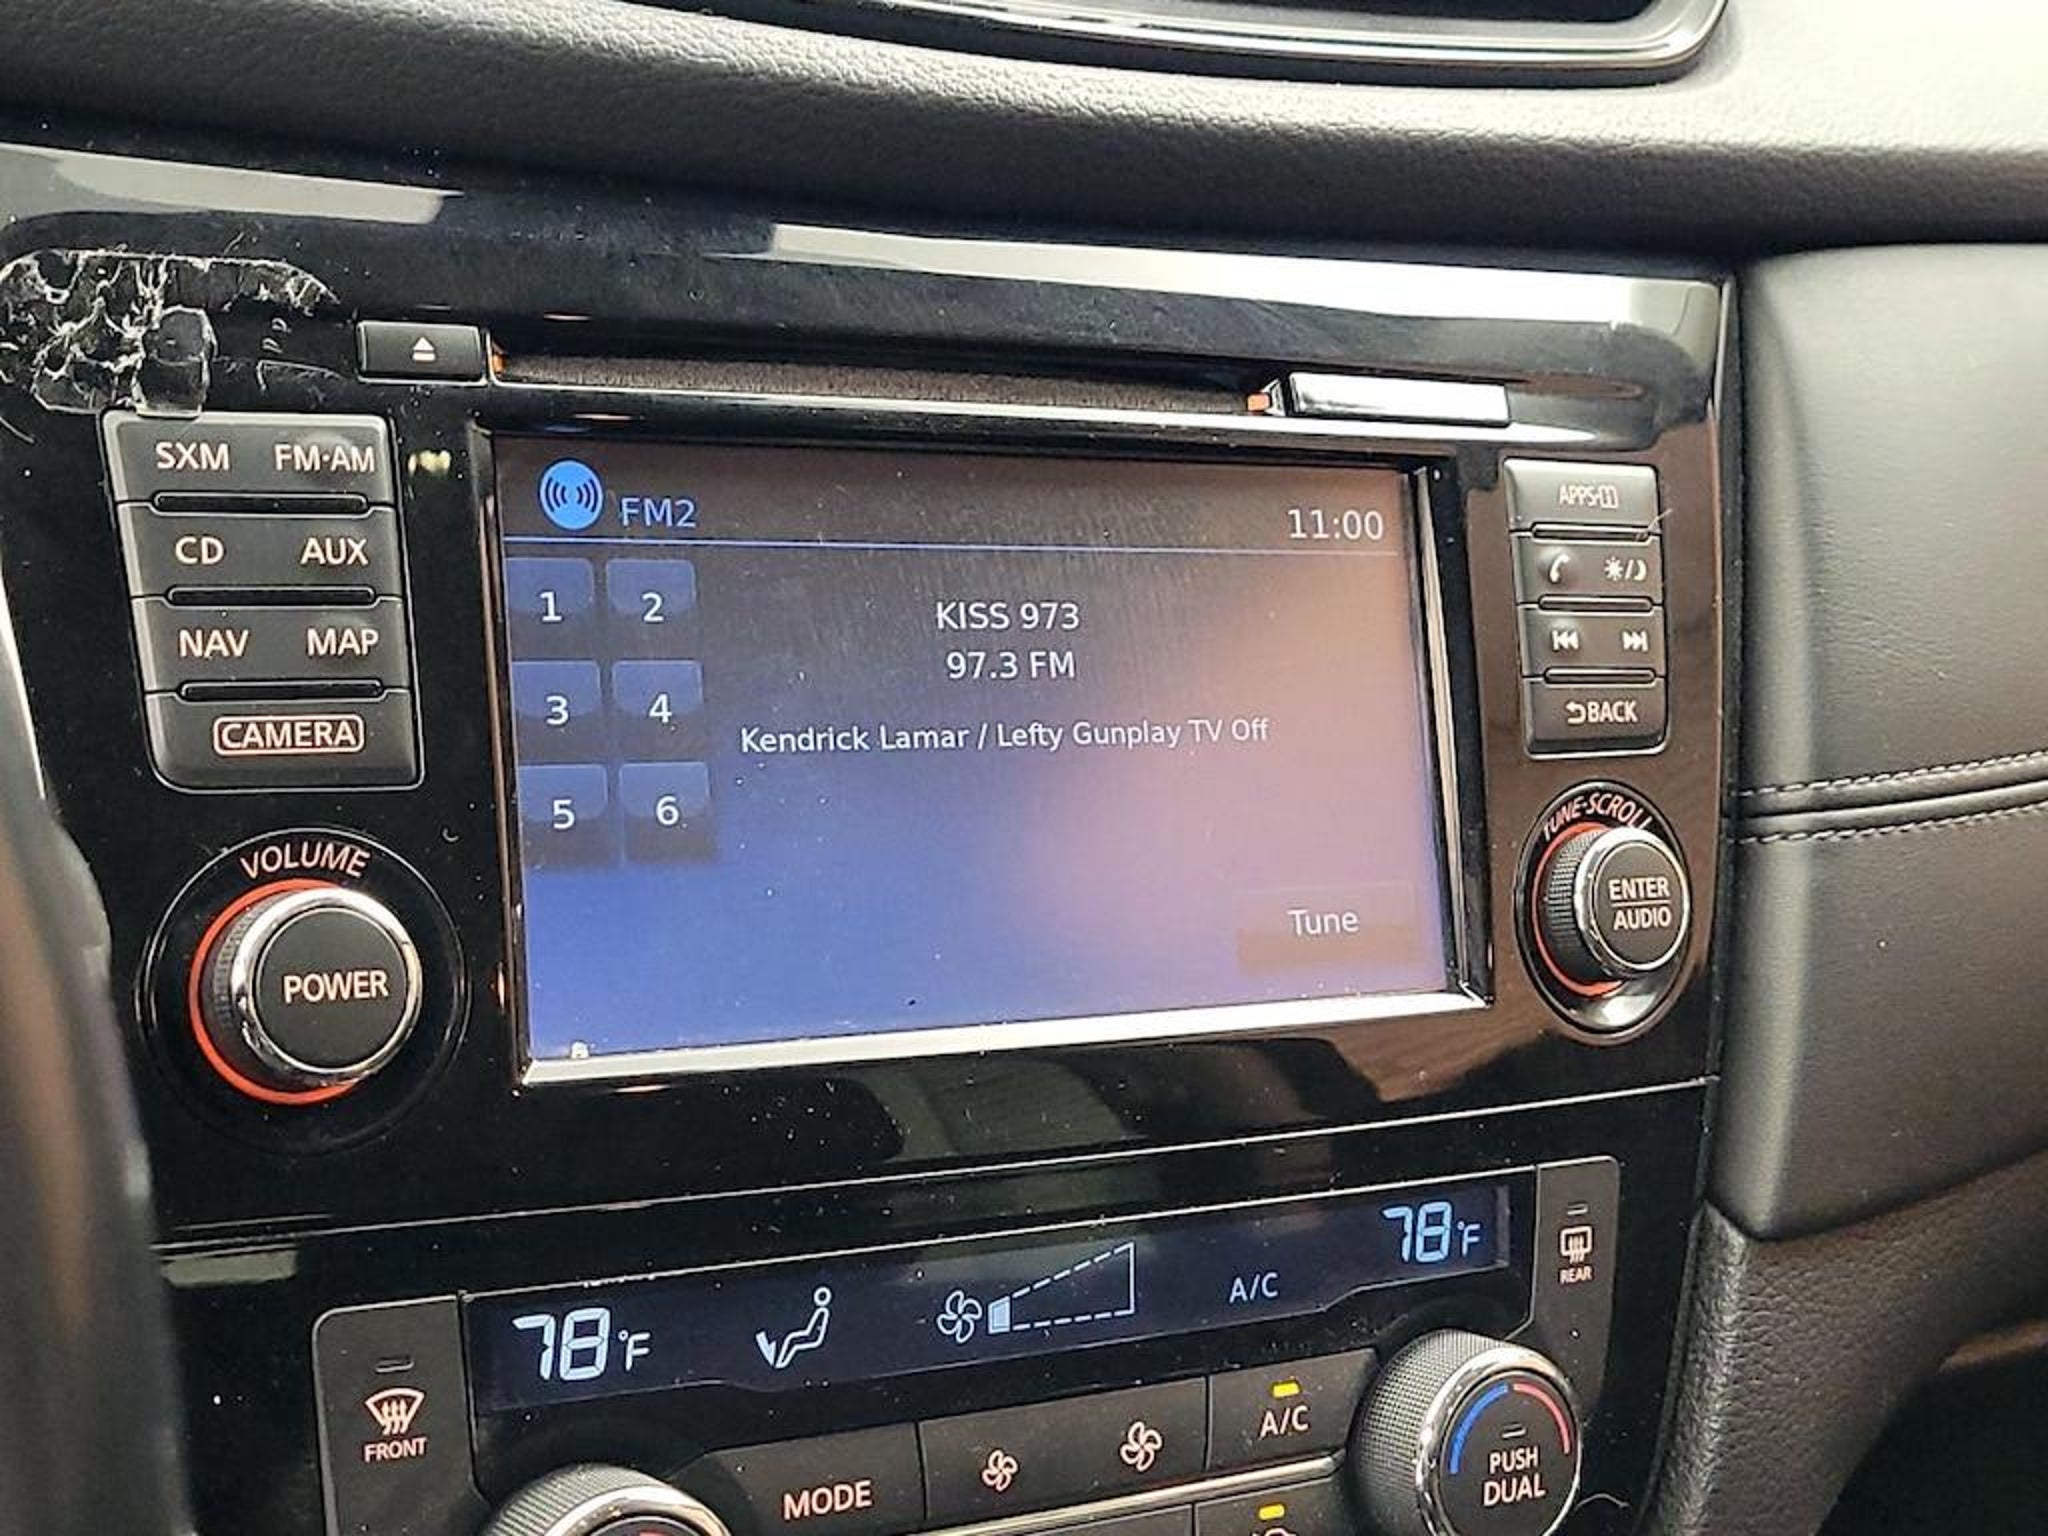 SXM FM·AM
CD AUX
NAV MAP
CAMERA
VOLUME
POWER
FM2
11:00
1 2
3 4
5 6
KISS 973
97.3 FM
Kendrick Lamar / Lefty Gunplay TV Off
Tune
APPS·i
BACK
TUNE·SCROLL
ENTER
AUDIO
78°F
A/C
78°F
REAR
FRONT
MODE
A/C
PUSH
DUAL